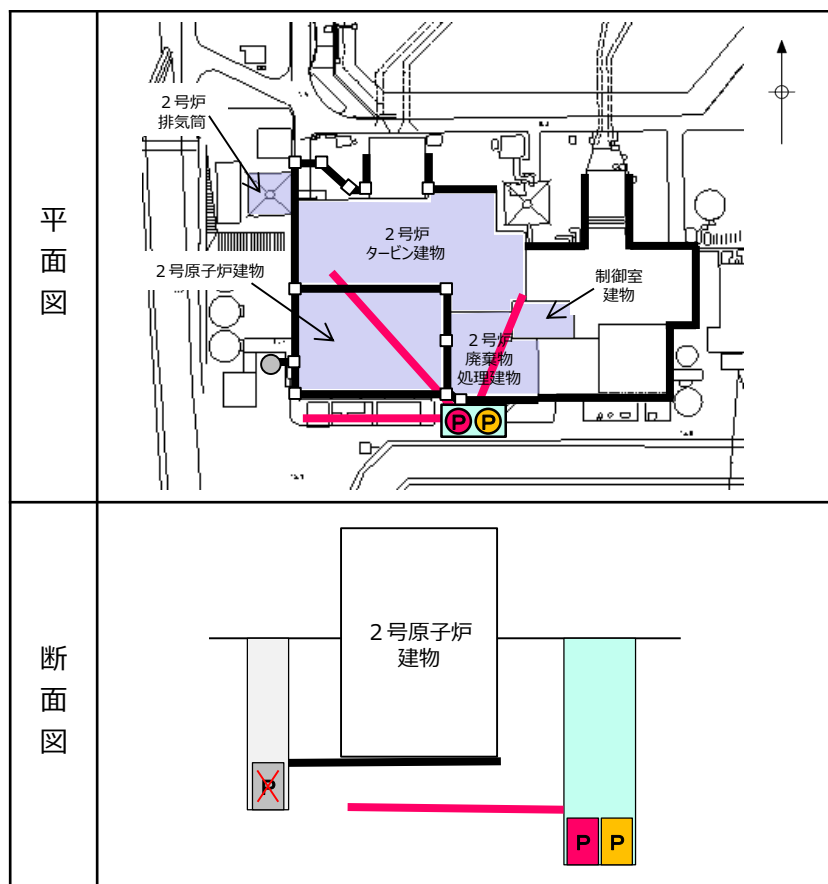 平面図
２号炉
排気筒
２号炉
タービン建物
２号原子炉建物
制御室
建物
２号炉
廃棄物
処理建物
P P
断面図
２号原子炉
建物
P
P P